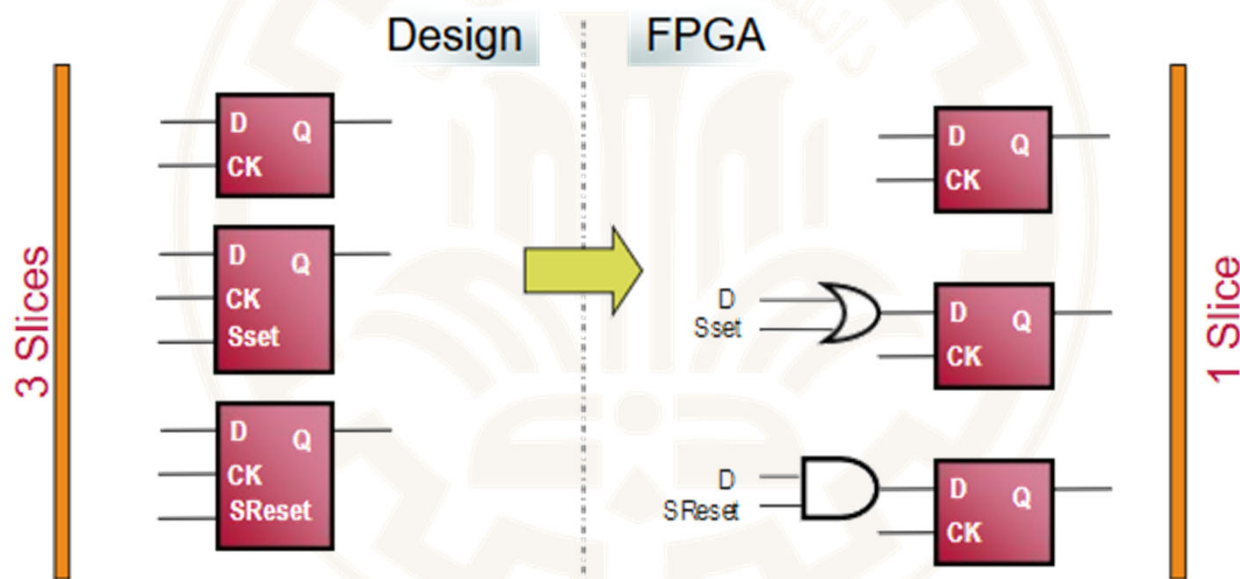 Design
FPGA
3 Slices
D Q
CK
D Q
CK
Sset
D Q
CK
SReset
D Q
CK
D
Sset
D Q
CK
D
SReset
D Q
CK
1 Slice